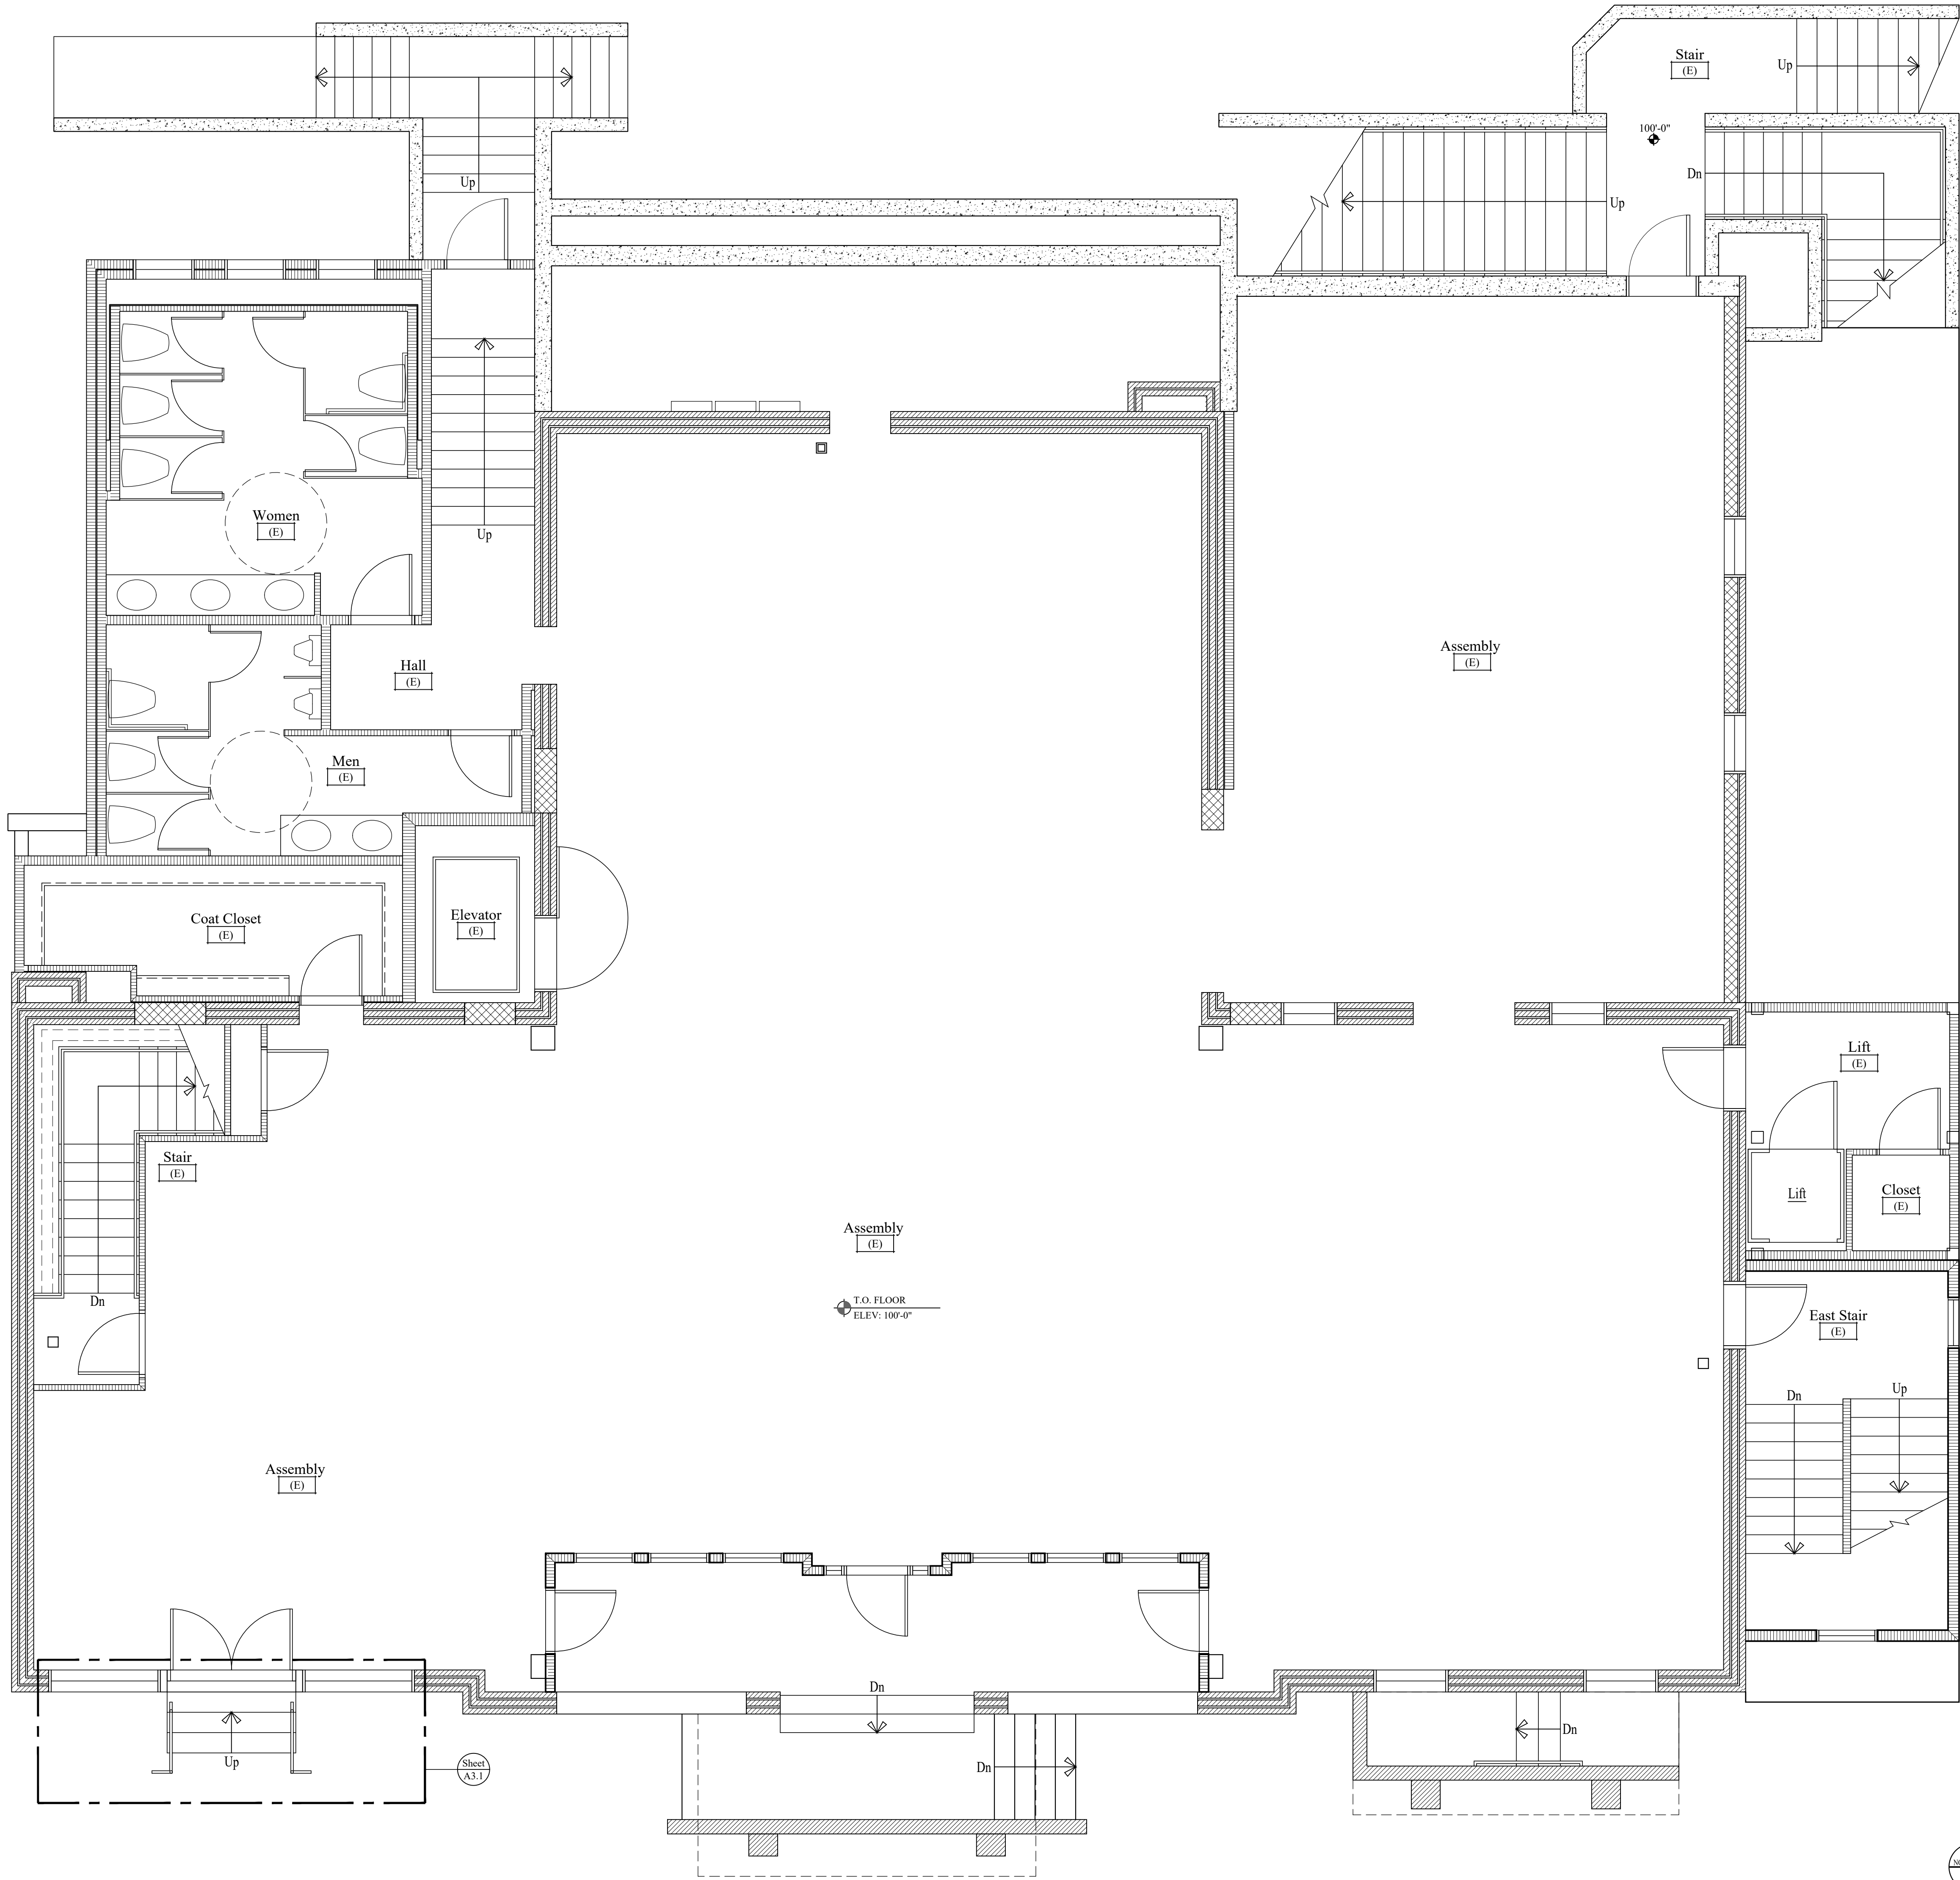 Stair
(E)
Up
100'-0"
Dn
Up
Up
Women
(E)
Up
Assembly
(E)
Hall
(E)
Men
(E)
Coat Closet
(E)
Elevator
(E)
Lift
(E)
Stair
(E)
Lift
Closet
(E)
Assembly
(E)
Dn
T.O. FLOOR
ELEV: 100'-0"
East Stair
(E)
Dn
Up
Assembly
(E)
Dn
Dn
Up
Sheet
A3.1
Dn